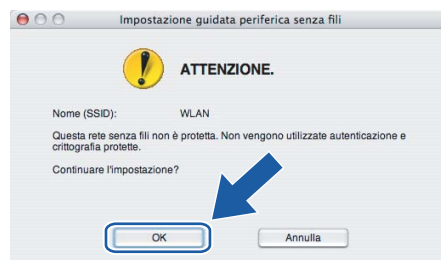 Impostazione guidata periferica senza fili
ATTENZIONE.
Nome (SSID): WLAN
Questa rete senza fili non è protetta. Non vengono utilizzate autenticazione e
crittografia protette.
Continuare l'impostazione?
OK Annulla